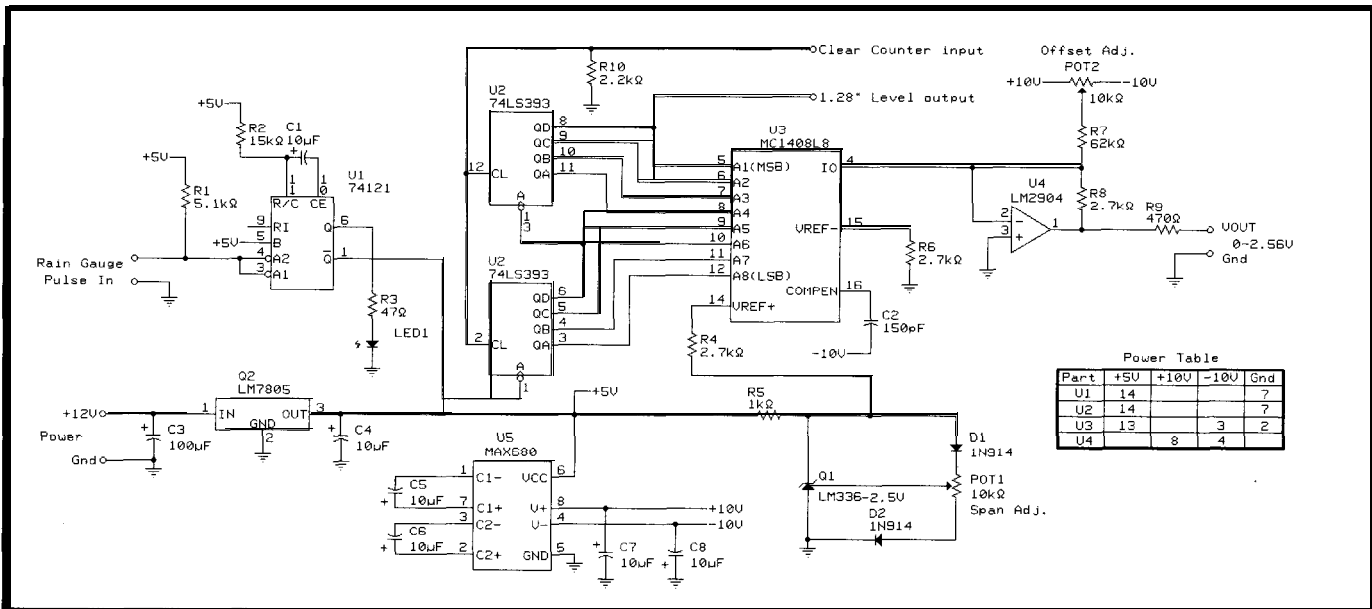 Clear Counter input
R10
2.2kΩ
Offset Adj.
POT2
+10V
-10V
10kΩ
1.28" Level output
R7
62kΩ
+5V
R2
15kΩ
C1
10µF
+
+5V
R1
5.1kΩ
U1
74121
1
1
1
0
R/C
CE
9
RI
Q
6
+5V
5
B
4
A2
3
A1
Q
1
Rain Gauge
Pulse In
R3
47Ω
LED1
U2
74LS393
12
CL
QD
8
QC
9
QB
10
QA
11
A
1
3
U2
74LS393
2
CL
QD
6
QC
5
QB
4
QA
3
A
1
U3
MC1408L8
5
A1(MSB)
6
A2
7
A3
8
A4
9
A5
10
A6
11
A7
12
A8(LSB)
14
VREF+
IO
4
VREF-
15
COMPEN
16
R6
2.7kΩ
C2
150pF
-10V
R4
2.7kΩ
U4
LM2904
2
-
3
+
1
R8
2.7kΩ
R9
470Ω
VOUT
0-2.56V
Gnd
Power Table
Part +5V +10V -10V Gnd
U1 14 7
U2 14 7
U3 13 3 2
U4 8 4
Q2
LM7805
+12V
1
IN
OUT
3
GND
2
Power
Gnd
+
C3
100µF
+
C4
10µF
+5V
R5
1kΩ
U5
MAX680
1
C1-
7
C1+
3
C2-
2
C2+
VCC
6
V+
8
V-
4
GND
5
C5
10µF
+
C6
10µF
+
+10V
-10V
+
C7
10µF
C8
10µF
+
Q1
LM336-2.5V
D1
1N914
POT1
10kΩ
Span Adj.
D2
1N914